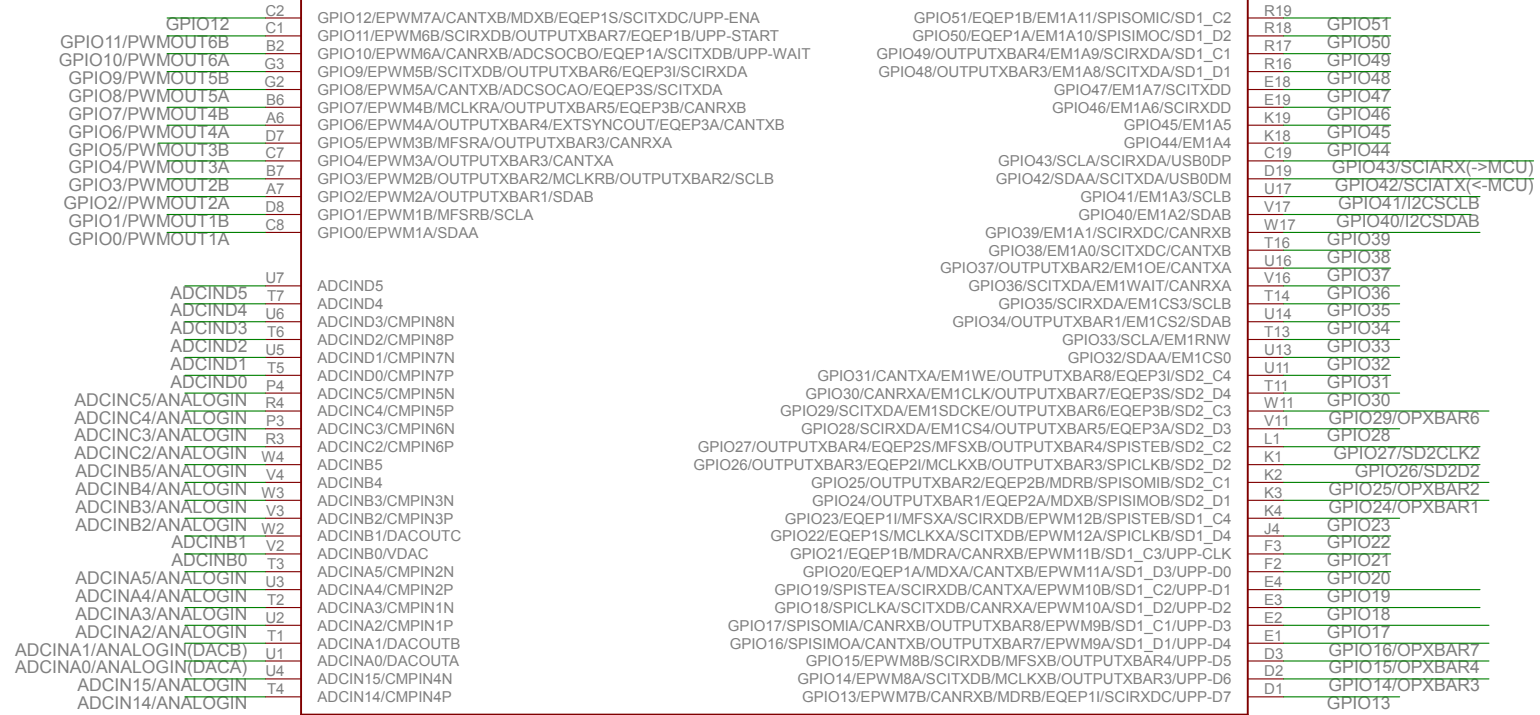 C2
C1
B2
G3
G2
B6
A6
D7
C7
B7
A7
D8
C8
U7
T7
U6
T6
U5
T5
P4
R4
P3
R3
W4
V4
W3
V3
W2
V2
T3
U3
T2
U2
T1
U1
U4
T4
GPIO12
GPIO11/PWMOUT6B
GPIO10/PWMOUT6A
GPIO9/PWMOUT5B
GPIO8/PWMOUT5A
GPIO7/PWMOUT4B
GPIO6/PWMOUT4A
GPIO5/PWMOUT3B
GPIO4/PWMOUT3A
GPIO3/PWMOUT2B
GPIO2//PWMOUT2A
GPIO1/PWMOUT1B
GPIO0/PWMOUT1A
ADCIND5
ADCIND4
ADCIND3
ADCIND2
ADCIND1
ADCIND0
ADCINC5/ANALOGIN
ADCINC4/ANALOGIN
ADCINC3/ANALOGIN
ADCINC2/ANALOGIN
ADCINB5/ANALOGIN
ADCINB4/ANALOGIN
ADCINB3/ANALOGIN
ADCINB2/ANALOGIN
ADCINB1
ADCINB0
ADCINA5/ANALOGIN
ADCINA4/ANALOGIN
ADCINA3/ANALOGIN
ADCINA2/ANALOGIN
ADCINA1/ANALOGIN(DACB)
ADCINA0/ANALOGIN(DACA)
ADCIN15/ANALOGIN
ADCIN14/ANALOGIN
GPIO12/EPWM7A/CANTXB/MDXB/EQEP1S/SCITXDC/UPP-ENA
GPIO11/EPWM6B/SCIRXDB/OUTPUTXBAR7/EQEP1B/UPP-START
GPIO10/EPWM6A/CANRXB/ADCSOCBO/EQEP1A/SCITXDB/UPP-WAIT
GPIO9/EPWM5B/SCITXDB/OUTPUTXBAR6/EQEP3I/SCIRXDA
GPIO8/EPWM5A/CANTXB/ADCSOCAO/EQEP3S/SCITXDA
GPIO7/EPWM4B/MCLKRA/OUTPUTXBAR5/EQEP3B/CANRXB
GPIO6/EPWM4A/OUTPUTXBAR4/EXTSYNCOUT/EQEP3A/CANTXB
GPIO5/EPWM3B/MFSRA/OUTPUTXBAR3/CANRXA
GPIO4/EPWM3A/OUTPUTXBAR3/CANTXA
GPIO3/EPWM2B/OUTPUTXBAR2/MCLKRB/OUTPUTXBAR2/SCLB
GPIO2/EPWM2A/OUTPUTXBAR1/SDAB
GPIO1/EPWM1B/MFSRB/SCLA
GPIO0/EPWM1A/SDAA
ADCIND5
ADCIND4
ADCIND3/CMPIN8N
ADCIND2/CMPIN8P
ADCIND1/CMPIN7N
ADCIND0/CMPIN7P
ADCINC5/CMPIN5N
ADCINC4/CMPIN5P
ADCINC3/CMPIN6N
ADCINC2/CMPIN6P
ADCINB5
ADCINB4
ADCINB3/CMPIN3N
ADCINB2/CMPIN3P
ADCINB1/DACOUTC
ADCINB0/VDAC
ADCINA5/CMPIN2N
ADCINA4/CMPIN2P
ADCINA3/CMPIN1N
ADCINA2/CMPIN1P
ADCINA1/DACOUTB
ADCINA0/DACOUTA
ADCIN15/CMPIN4N
ADCIN14/CMPIN4P
GPIO51/EQEP1B/EM1A11/SPISOMIC/SD1_C2
GPIO50/EQEP1A/EM1A10/SPISIMOC/SD1_D2
GPIO49/OUTPUTXBAR4/EM1A9/SCIRXDA/SD1_C1
GPIO48/OUTPUTXBAR3/EM1A8/SCITXDA/SD1_D1
GPIO47/EM1A7/SCITXDD
GPIO46/EM1A6/SCIRXDD
GPIO45/EM1A5
GPIO44/EM1A4
GPIO43/SCLA/SCIRXDA/USB0DP
GPIO42/SDAA/SCITXDA/USB0DM
GPIO41/EM1A3/SCLB
GPIO40/EM1A2/SDAB
GPIO39/EM1A1/SCIRXDC/CANRXB
GPIO38/EM1A0/SCITXDC/CANTXB
GPIO37/OUTPUTXBAR2/EM1OE/CANTXA
GPIO36/SCITXDA/EM1WAIT/CANRXA
GPIO35/SCIRXDA/EM1CS3/SCLB
GPIO34/OUTPUTXBAR1/EM1CS2/SDAB
GPIO33/SCLA/EM1RNW
GPIO32/SDAA/EM1CS0
GPIO31/CANTXA/EM1WE/OUTPUTXBAR8/EQEP3I/SD2_C4
GPIO30/CANRXA/EM1CLK/OUTPUTXBAR7/EQEP3S/SD2_D4
GPIO29/SCITXDA/EM1SDCKE/OUTPUTXBAR6/EQEP3B/SD2_C3
GPIO28/SCIRXDA/EM1CS4/OUTPUTXBAR5/EQEP3A/SD2_D3
GPIO27/OUTPUTXBAR4/EQEP2S/MFSXB/OUTPUTXBAR4/SPISTEB/SD2_C2
GPIO26/OUTPUTXBAR3/EQEP2I/MCLKXB/OUTPUTXBAR3/SPICLKB/SD2_D2
GPIO25/OUTPUTXBAR2/EQEP2B/MDRB/SPISOMIB/SD2_C1
GPIO24/OUTPUTXBAR1/EQEP2A/MDXB/SPISIMOB/SD2_D1
GPIO23/EQEP1I/MFSXA/SCIRXDB/EPWM12B/SPISTEB/SD1_C4
GPIO22/EQEP1S/MCLKXA/SCITXDB/EPWM12A/SPICLKB/SD1_D4
GPIO21/EQEP1B/MDRA/CANRXB/EPWM11B/SD1_C3/UPP-CLK
GPIO20/EQEP1A/MDXA/CANTXB/EPWM11A/SD1_D3/UPP-D0
GPIO19/SPISTEA/SCIRXDB/CANTXA/EPWM10B/SD1_C2/UPP-D1
GPIO18/SPICLKA/SCITXDB/CANRXA/EPWM10A/SD1_D2/UPP-D2
GPIO17/SPISOMIA/CANRXB/OUTPUTXBAR8/EPWM9B/SD1_C1/UPP-D3
GPIO16/SPISIMOA/CANTXB/OUTPUTXBAR7/EPWM9A/SD1_D1/UPP-D4
GPIO15/EPWM8B/SCIRXDB/MFSXB/OUTPUTXBAR4/UPP-D5
GPIO14/EPWM8A/SCITXDB/MCLKXB/OUTPUTXBAR3/UPP-D6
GPIO13/EPWM7B/CANRXB/MDRB/EQEP1I/SCIRXDC/UPP-D7
R19
R18
R17
R16
E18
E19
K19
K18
C19
D19
U17
V17
W17
T16
U16
V16
T14
U14
T13
U13
U11
T11
W11
V11
L1
K1
K2
K3
K4
J4
F3
F2
E4
E3
E2
E1
D3
D2
D1
GPIO51
GPIO50
GPIO49
GPIO48
GPIO47
GPIO46
GPIO45
GPIO44
GPIO43/SCIARX(->MCU)
GPIO42/SCIATX(<-MCU)
GPIO41/I2CSCLB
GPIO40/I2CSDAB
GPIO39
GPIO38
GPIO37
GPIO36
GPIO35
GPIO34
GPIO33
GPIO32
GPIO31
GPIO30
GPIO29/OPXBAR6
GPIO28
GPIO27/SD2CLK2
GPIO26/SD2D2
GPIO25/OPXBAR2
GPIO24/OPXBAR1
GPIO23
GPIO22
GPIO21
GPIO20
GPIO19
GPIO18
GPIO17
GPIO16/OPXBAR7
GPIO15/OPXBAR4
GPIO14/OPXBAR3
GPIO13